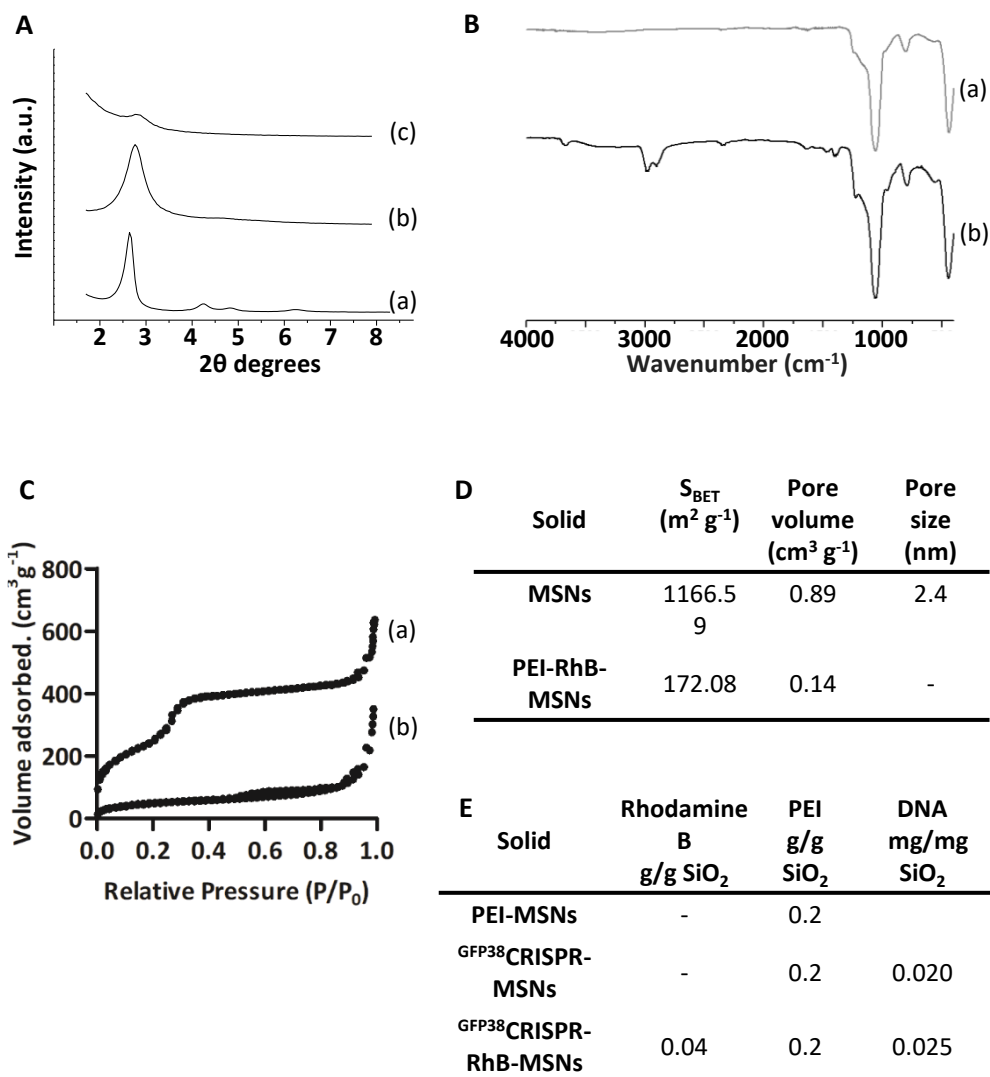 A
B
(c)
(b)
(a)
Intensity (a.u.)
2 3 4 5 6 7 8
2θ degrees
(a)
(b)
4000 3000 2000 1000
Wavenumber (cm⁻¹)
C
Volume adsorbed. (cm³ g⁻¹)
800
600
400
200
0
(a)
(b)
0.0 0.2 0.4 0.6 0.8 1.0
Relative Pressure (P/P₀)
D
Solid
S_BET
(m² g⁻¹)
Pore
volume
(cm³ g⁻¹)
Pore
size
(nm)
MSNs
1166.5
9
0.89
2.4
PEI-RhB-
MSNs
172.08
0.14
-
E
Solid
Rhodamine
B
g/g SiO₂
PEI
g/g
SiO₂
DNA
mg/mg
SiO₂
PEI-MSNs
-
0.2
GFP38CRISPR-
MSNs
-
0.2
0.020
GFP38CRISPR-
RhB-MSNs
0.04
0.2
0.025